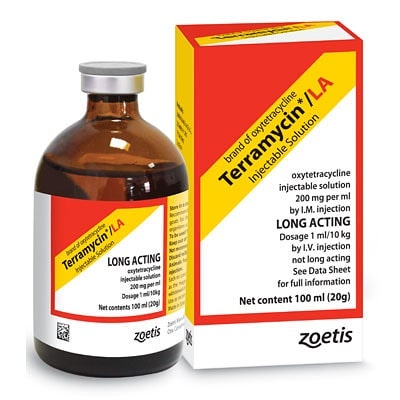 brand of oxytetracycline
Terramycin*/LA
Injectable Solution
LONG ACTING
oxytetracycline
injectable solution
200 mg per ml
Dosage 1 ml/10kg
Net contents 100 ml (20g)
zoetis
brand of oxytetracycline
Terramycin*/LA
Injectable Solution
oxytetracycline
injectable solution
200 mg per ml
by I.M. injection
LONG ACTING
Dosage 1 ml/10 kg
by I.V. injection
not long acting
See Data Sheet
for full information
Net content 100 ml (20g)
zoetis